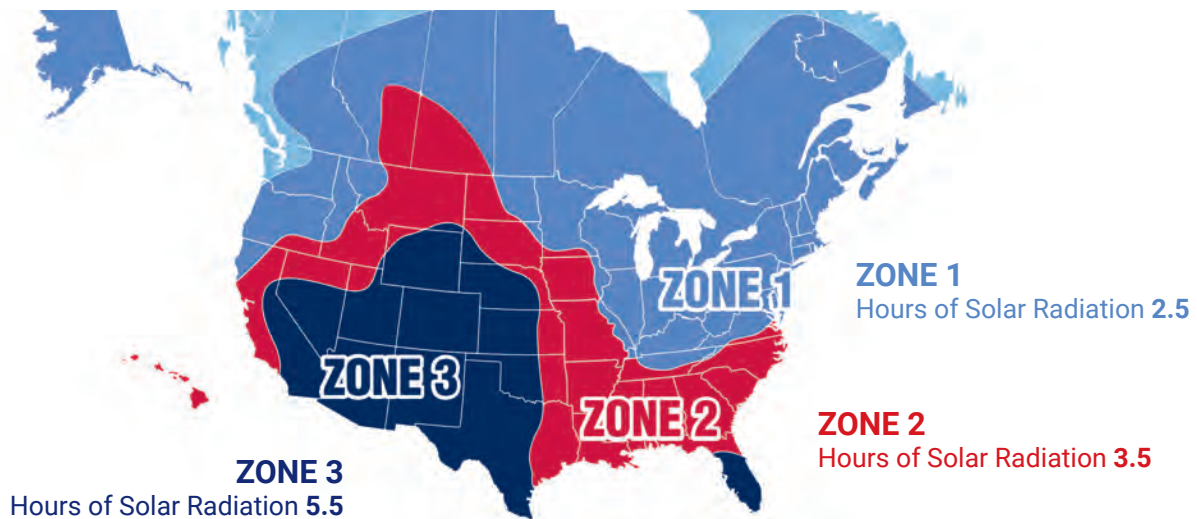 ZONE 1
ZONE 1
Hours of Solar Radiation 2.5
ZONE 3
ZONE 2
ZONE 2
Hours of Solar Radiation 3.5
ZONE 3
Hours of Solar Radiation 5.5